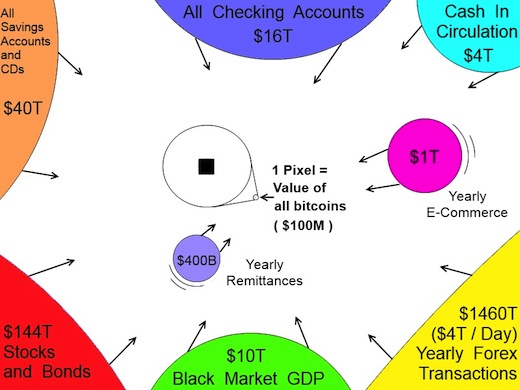 All
Savings
Accounts
and
CDs
$40T
All Checking Accounts
$16T
Cash In
Circulation
$4T
1 Pixel =
Value of
all bitcoins
( $100M )
$1T
Yearly
E-Commerce
$400B
Yearly
Remittances
$144T
Stocks
and Bonds
$10T
Black Market GDP
$1460T
($4T / Day)
Yearly Forex
Transactions